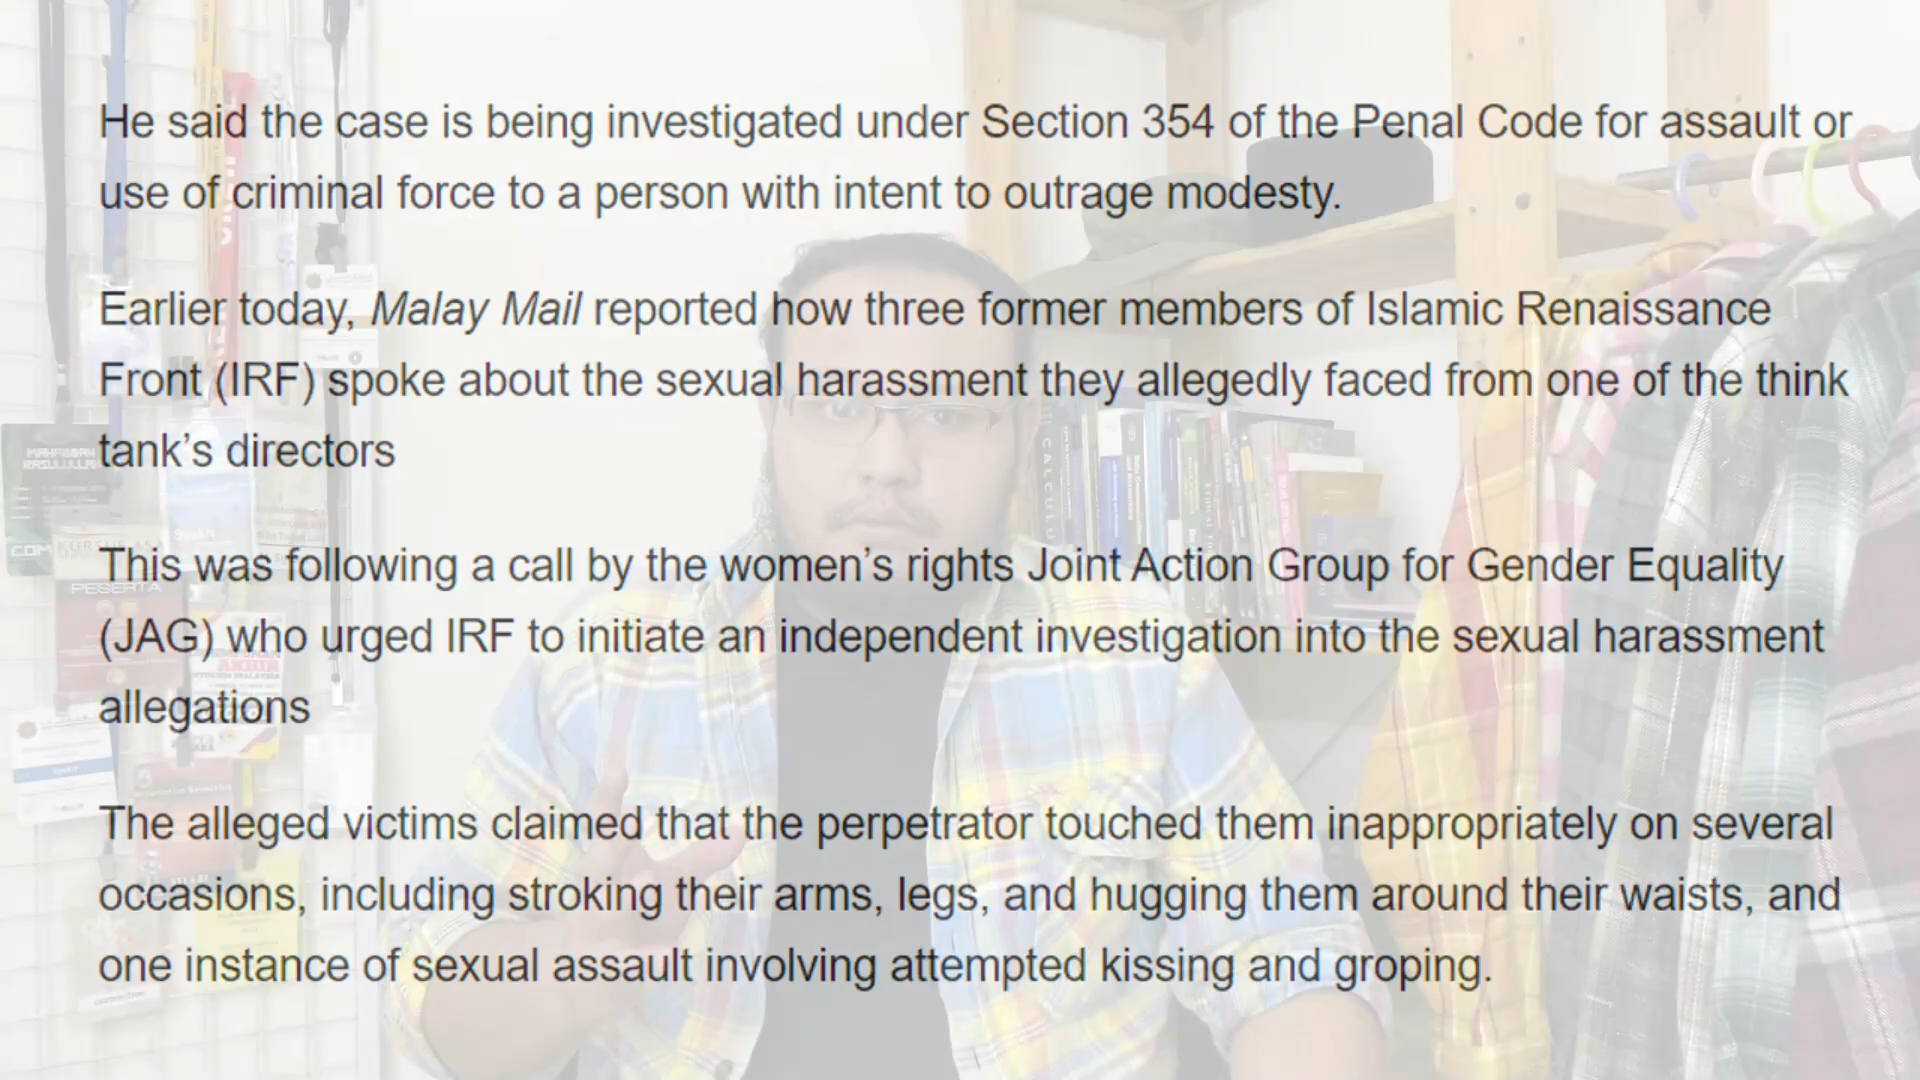 He said the case is being investigated under Section 354 of the Penal Code for assault or
use of criminal force to a person with intent to outrage modesty.
Earlier today, Malay Mail reported how three former members of Islamic Renaissance
Front (IRF) spoke about the sexual harassment they allegedly faced from one of the think
tank’s directors
This was following a call by the women’s rights Joint Action Group for Gender Equality
(JAG) who urged IRF to initiate an independent investigation into the sexual harassment
allegations
The alleged victims claimed that the perpetrator touched them inappropriately on several
occasions, including stroking their arms, legs, and hugging them around their waists, and
one instance of sexual assault involving attempted kissing and groping.
MAHABBAH
RASULULLAH
KURSUS ASA
PESERTA
CALCULU